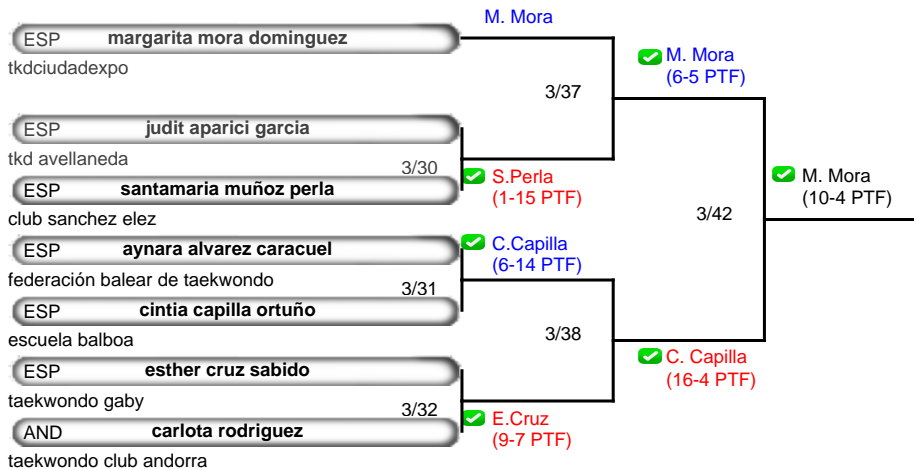 M. Mora
ESP margarita mora dominguez
tkdciudadexpo
M. Mora
(6-5 PTF)
3/37
ESP judit aparici garcia
tkd avellaneda
3/30
ESP santamaria muñoz perla
club sanchez elez
S.Perla
(1-15 PTF)
M. Mora
(10-4 PTF)
3/42
ESP aynara alvarez caracuel
federación balear de taekwondo
C.Capilla
(6-14 PTF)
3/31
ESP cintia capilla ortuño
escuela balboa
3/38
ESP esther cruz sabido
taekwondo gaby
C. Capilla
(16-4 PTF)
3/32
AND carlota rodriguez
taekwondo club andorra
E.Cruz
(9-7 PTF)